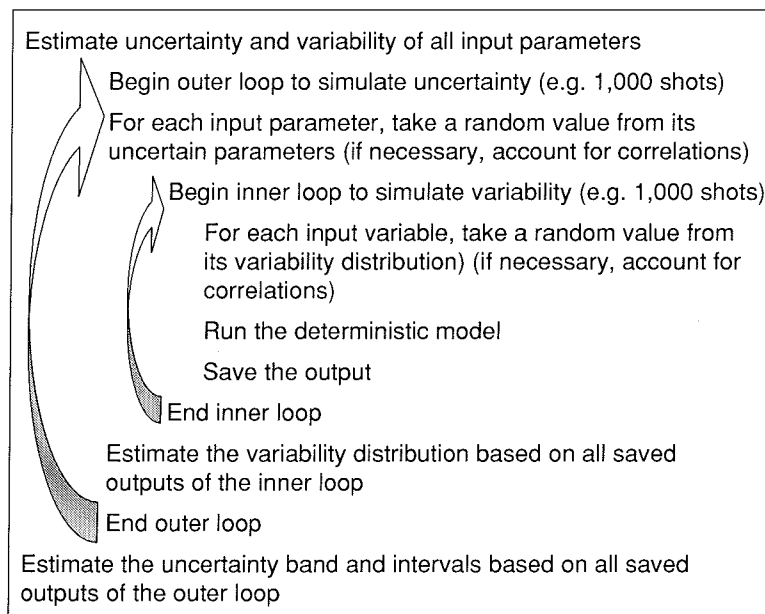 Estimate uncertainty and variability of all input parameters
Begin outer loop to simulate uncertainty (e.g. 1,000 shots)
For each input parameter, take a random value from its
uncertain parameters (if necessary, account for correlations)
Begin inner loop to simulate variability (e.g. 1,000 shots)
For each input variable, take a random value from
its variability distribution) (if necessary, account for
correlations)
Run the deterministic model
Save the output
End inner loop
Estimate the variability distribution based on all saved
outputs of the inner loop
End outer loop
Estimate the uncertainty band and intervals based on all saved
outputs of the outer loop